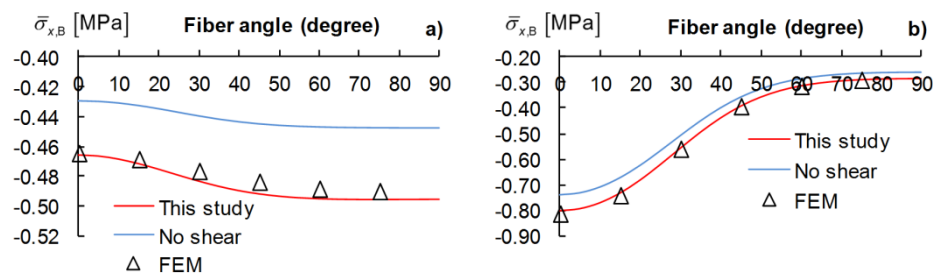 σ̄x,B [MPa] Fiber angle (degree) a)
-0.40
0 10 20 30 40 50 60 70 80 90
-0.42
-0.44
-0.46
-0.48
-0.50
-0.52
This study
No shear
FEM
σ̄x,B [MPa] Fiber angle (degree) b)
-0.20
0 10 20 30 40 50 60 70 80 90
-0.30
-0.40
-0.50
-0.60
-0.70
-0.80
-0.90
This study
No shear
FEM